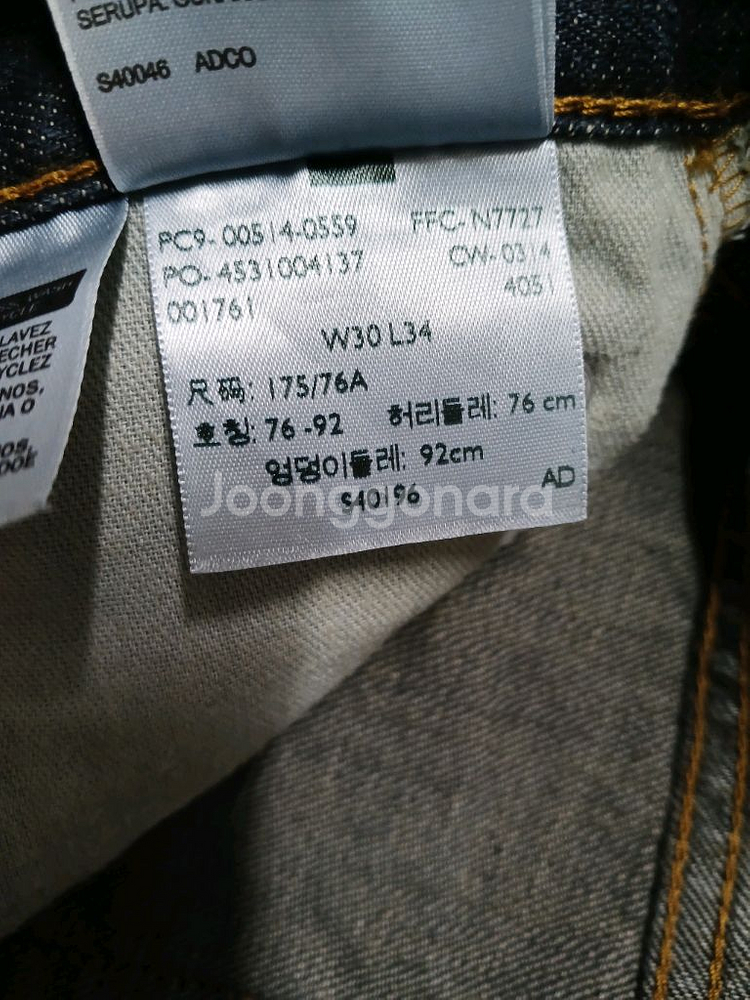 S40046 ADCO
PC9-00514-0559 FFC-N7727
PO-4531004137 CW-0314
001761 4051
W30 L34
尺码: 175/76A
호칭: 76-92 허리둘레: 76 cm
엉덩이둘레: 92cm
S40196 AD
Joonggonara
LAVEZ